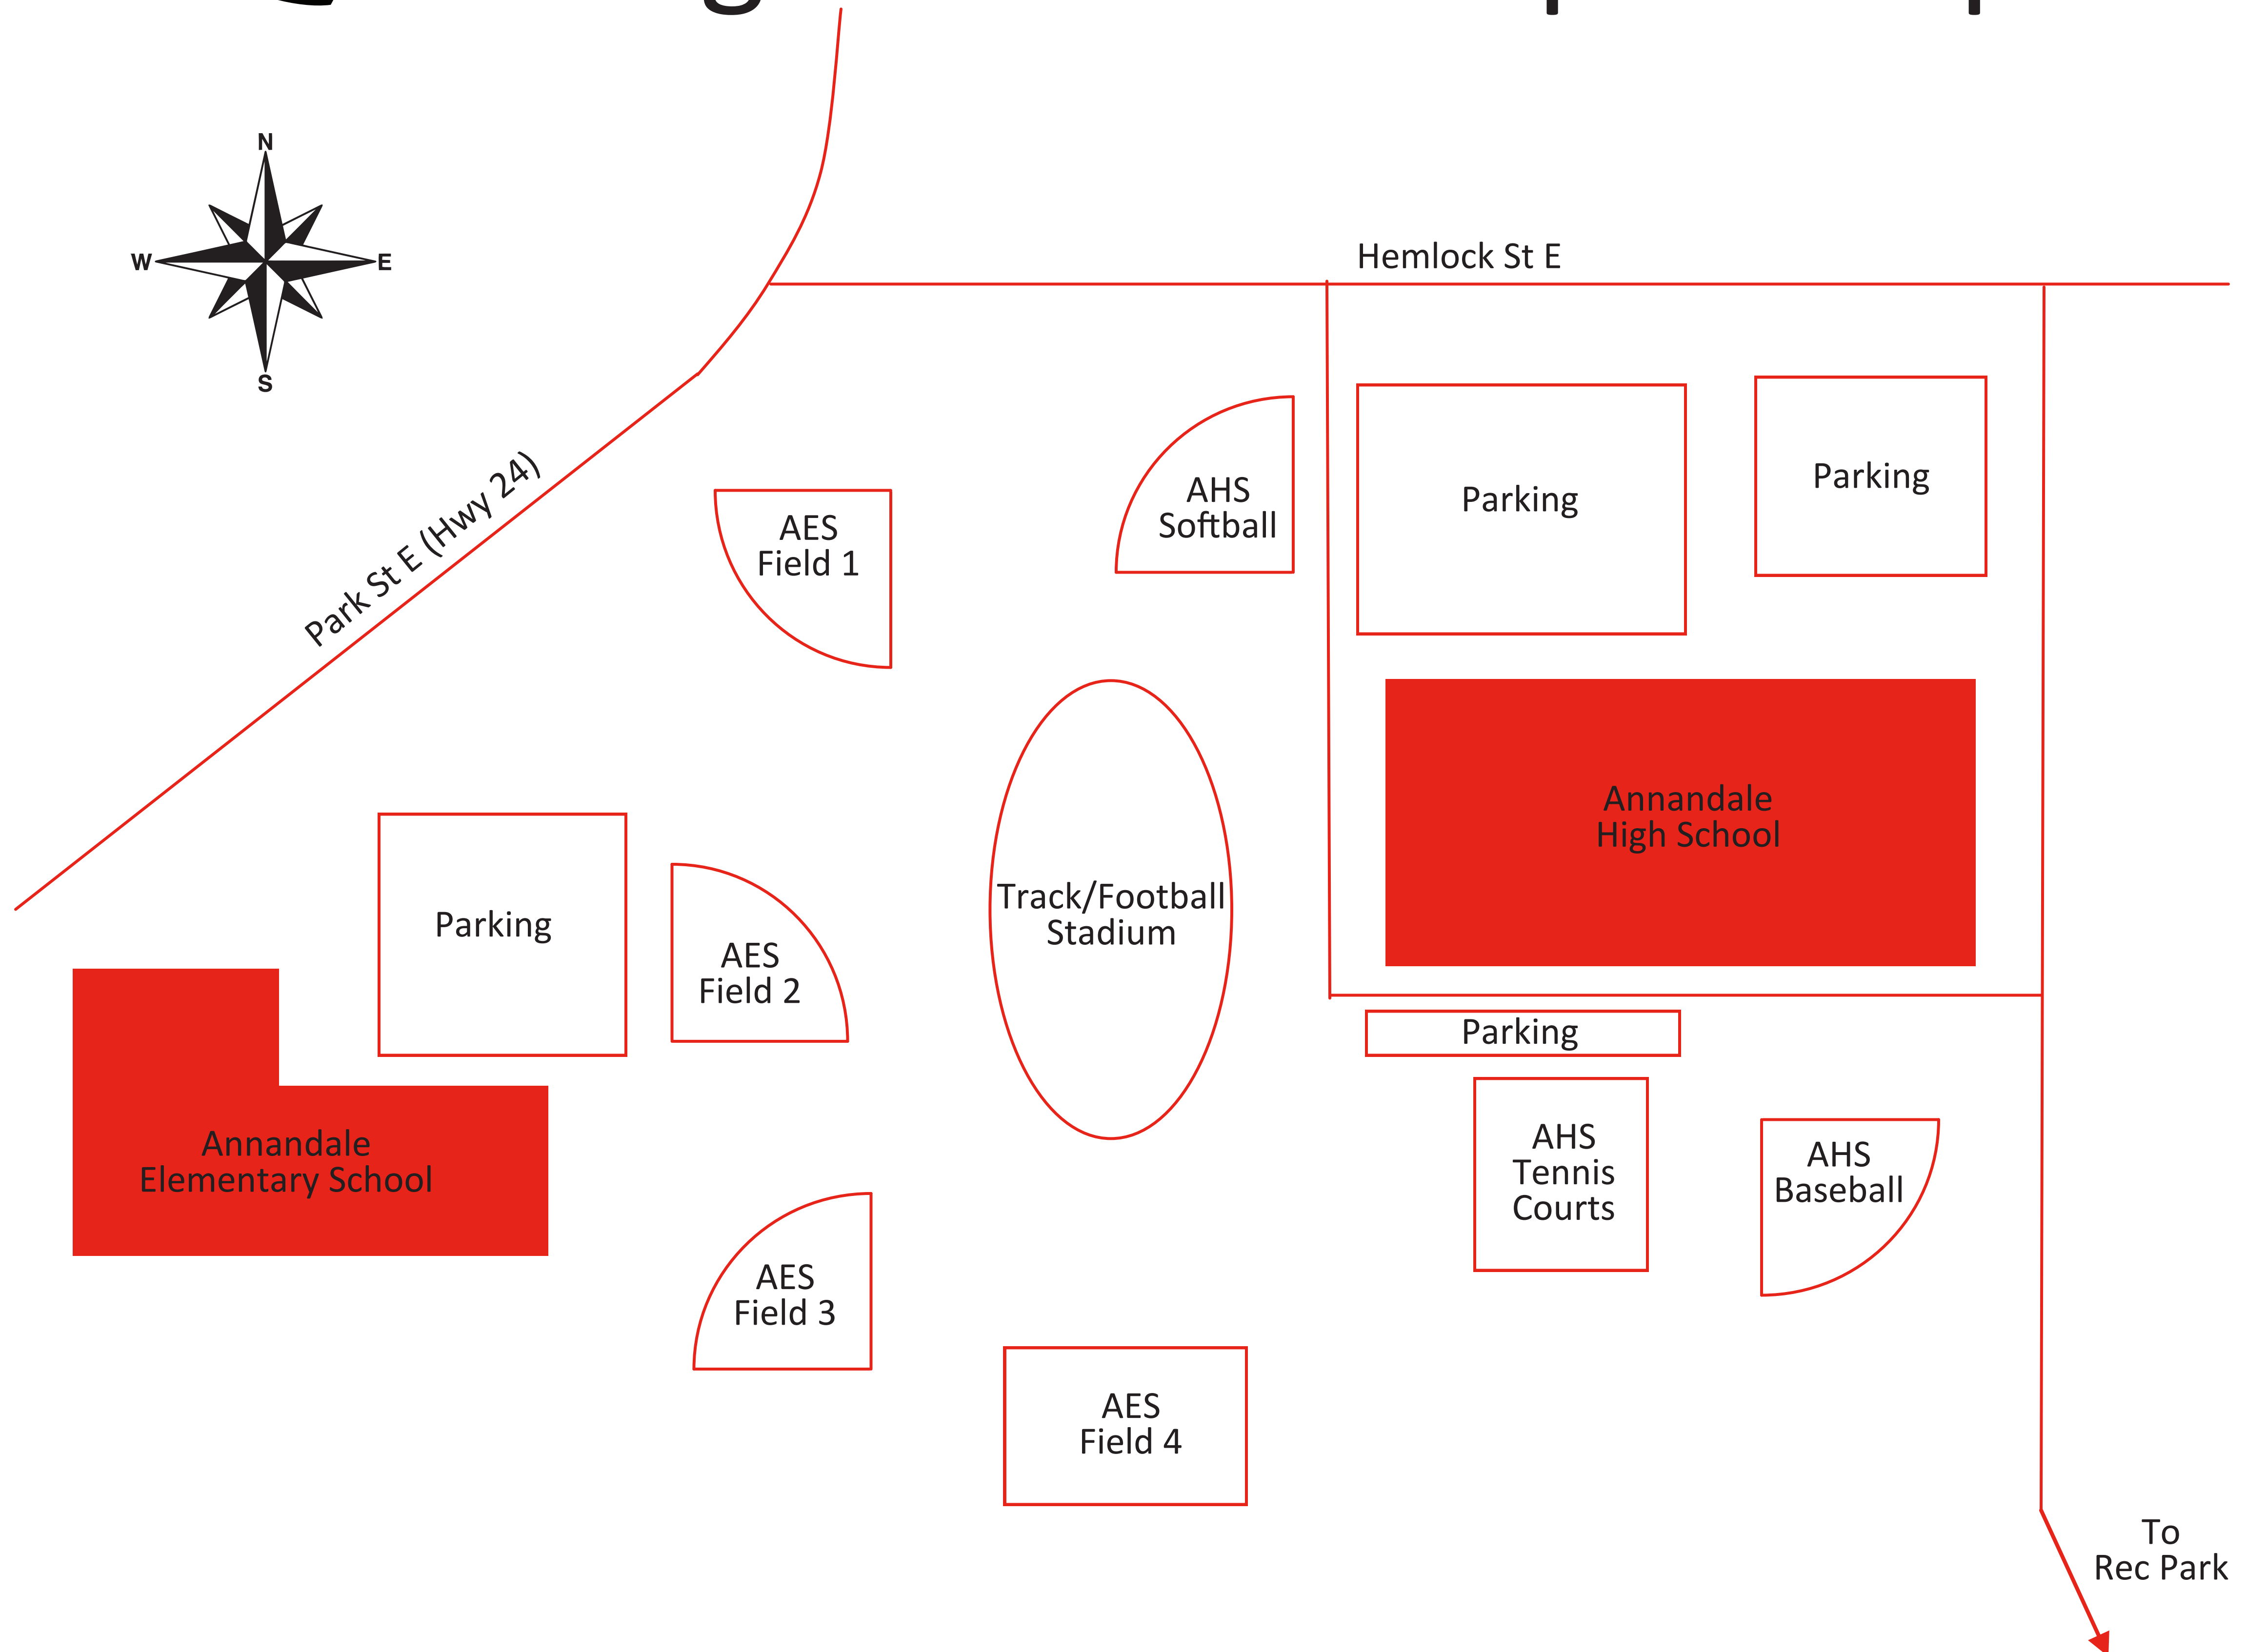 N
W
E
S
Hemlock St E
Park St E (Hwy 24)
AES
Field 1
AHS
Softball
Parking
Parking
Annandale
High School
Parking
AES
Field 2
Track/Football
Stadium
Parking
Annandale
Elementary School
AHS
Tennis
Courts
AHS
Baseball
AES
Field 3
AES
Field 4
To
Rec Park